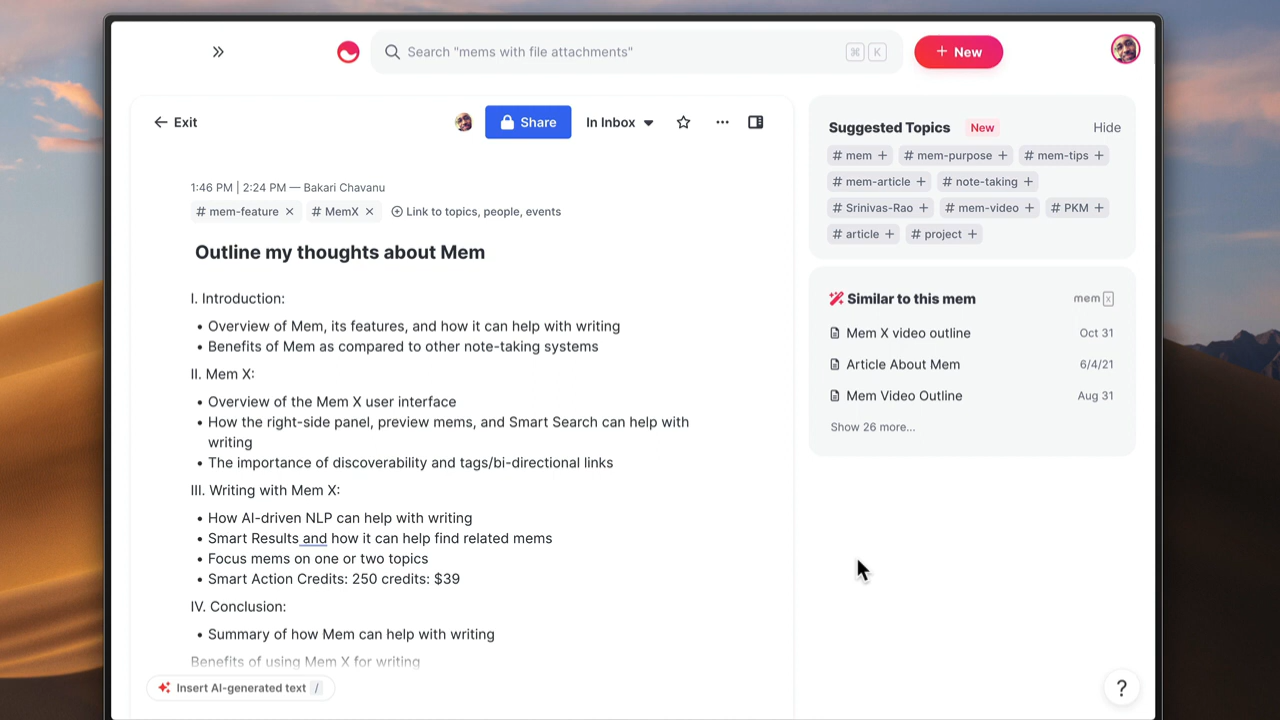 Search "mems with file attachments"
⌘ K
+ New
Exit
Share
In Inbox
1:46 PM | 2:24 PM — Bakari Chavanu
# mem-feature ×
# MemX ×
Link to topics, people, events
Outline my thoughts about Mem
I. Introduction:
• Overview of Mem, its features, and how it can help with writing
• Benefits of Mem as compared to other note-taking systems
II. Mem X:
• Overview of the Mem X user interface
• How the right-side panel, preview mems, and Smart Search can help with
writing
• The importance of discoverability and tags/bi-directional links
III. Writing with Mem X:
• How AI-driven NLP can help with writing
• Smart Results and how it can help find related mems
• Focus mems on one or two topics
• Smart Action Credits: 250 credits: $39
IV. Conclusion:
• Summary of how Mem can help with writing
Benefits of using Mem X for writing
Insert AI-generated text /
Suggested Topics New Hide
# mem + # mem-purpose + # mem-tips +
# mem-article + # note-taking +
# Srinivas-Rao + # mem-video + # PKM +
# article + # project +
Similar to this mem mem x
Mem X video outline Oct 31
Article About Mem 6/4/21
Mem Video Outline Aug 31
Show 26 more...
?